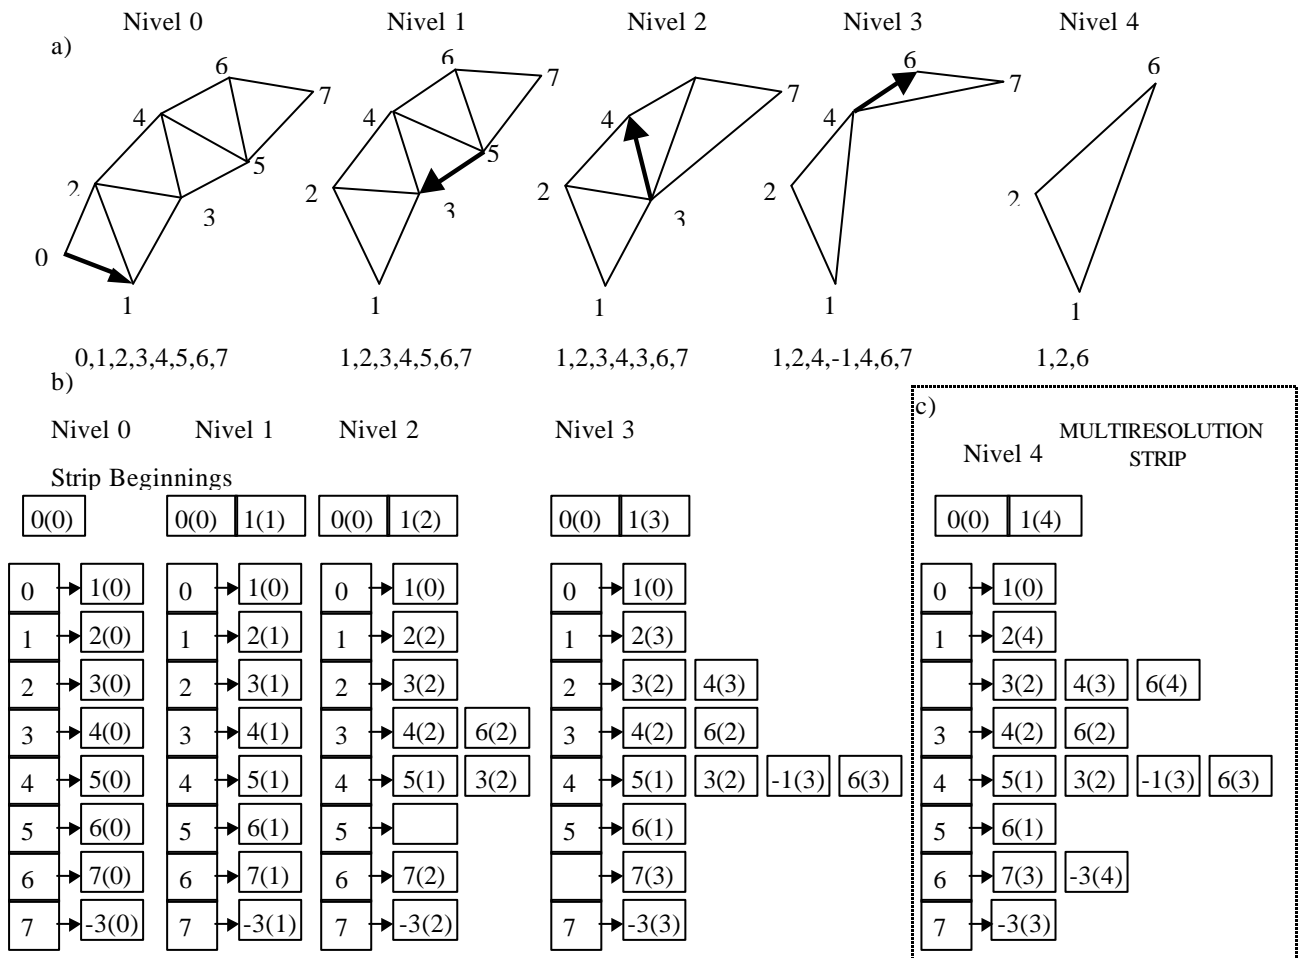 Nivel 0 Nivel 1 Nivel 2 Nivel 3 Nivel 4
a)
6 6 6 6
7 7 7 7
4 4 4 4
5 5
2 2 2 2 2
3 3 3
0
1 1 1 1 1
0,1,2,3,4,5,6,7 1,2,3,4,5,6,7 1,2,3,4,3,6,7 1,2,4,-1,4,6,7 1,2,6
b)
c)
Nivel 0 Nivel 1 Nivel 2 Nivel 3
Nivel 4
MULTIRESOLUTION
STRIP
Strip Beginnings
0(0) 0(0) 1(1) 0(0) 1(2) 0(0) 1(3) 0(0) 1(4)
0 1(0) 0 1(0) 0 1(0) 0 1(0) 0 1(0)
1 2(0) 1 2(1) 1 2(2) 1 2(3) 1 2(4)
2 3(0) 2 3(1) 2 3(2) 2 3(2) 4(3) 3(2) 4(3) 6(4)
3 4(0) 3 4(1) 3 4(2) 6(2) 3 4(2) 6(2) 3 4(2) 6(2)
4 5(0) 4 5(1) 4 5(1) 3(2) 4 5(1) 3(2) -1(3) 6(3) 4 5(1) 3(2) -1(3) 6(3)
5 6(0) 5 6(1) 5 5 6(1) 5 6(1)
6 7(0) 6 7(1) 6 7(2) 7(3) 6 7(3) -3(4)
7 -3(0) 7 -3(1) 7 -3(2) 7 -3(3) 7 -3(3)